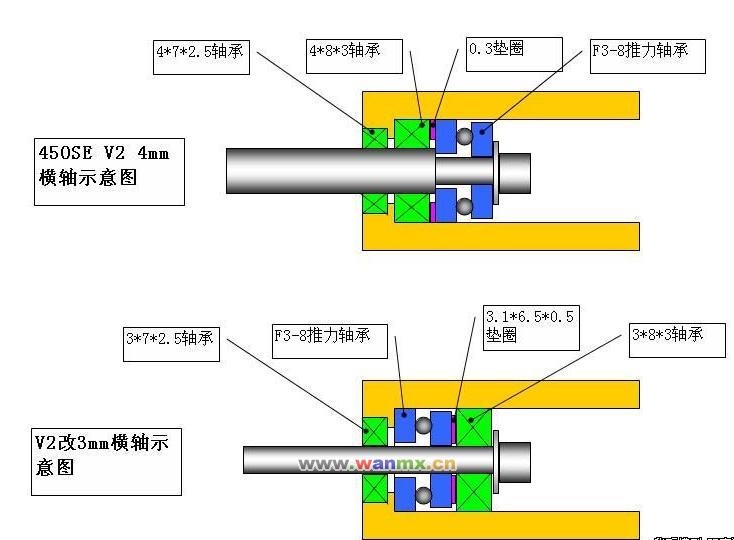 4*7*2.5轴承
4*8*3轴承
0.3垫圈
F3-8推力轴承
450SE V2 4mm
横轴示意图
3*7*2.5轴承
F3-8推力轴承
3.1*6.5*0.5
垫圈
3*8*3轴承
V2改3mm横轴示
意图
www.wanmx.cn